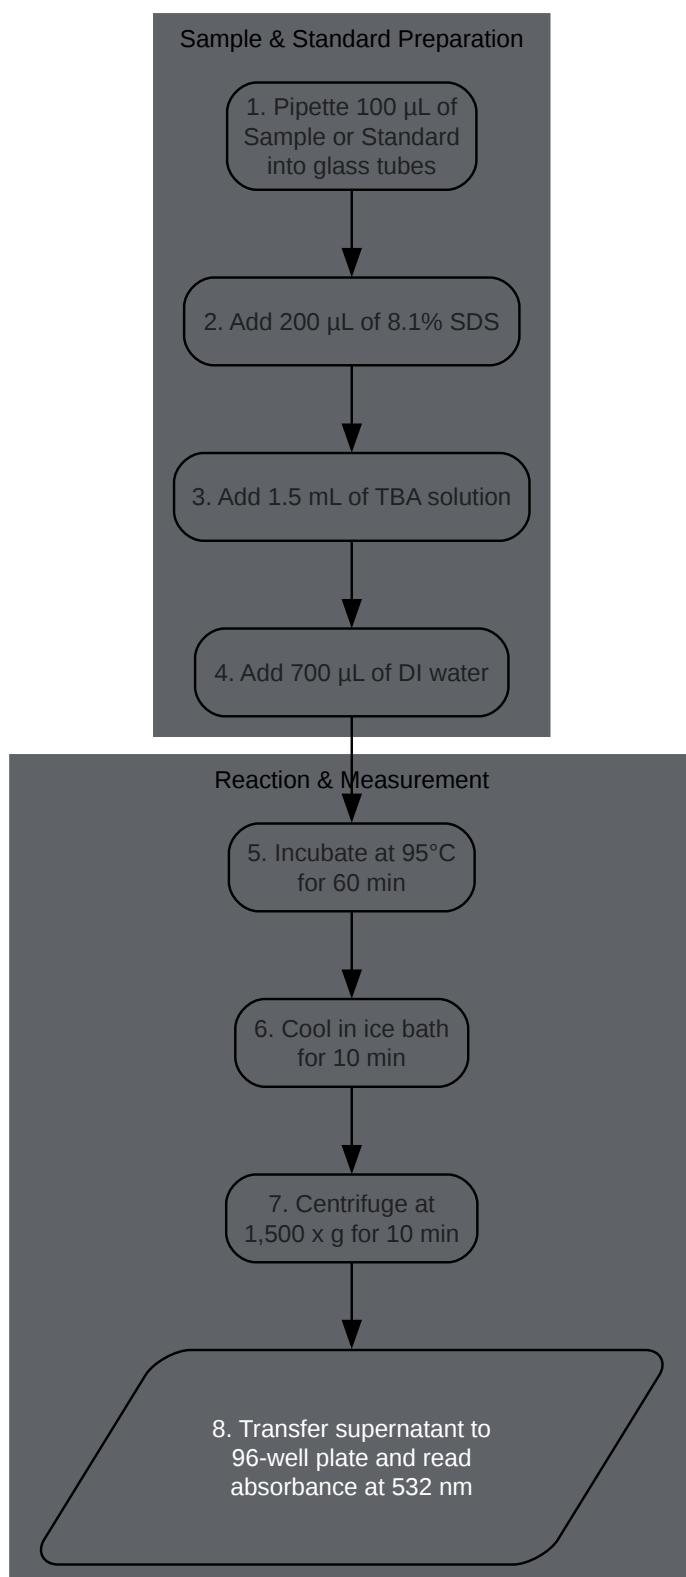 Sample & Standard Preparation
1. Pipette 100 µL of
Sample or Standard
into glass tubes
2. Add 200 µL of 8.1% SDS
3. Add 1.5 mL of TBA solution
4. Add 700 µL of DI water
Reaction & Measurement
5. Incubate at 95°C
for 60 min
6. Cool in ice bath
for 10 min
7. Centrifuge at
1,500 x g for 10 min
8. Transfer supernatant to
96-well plate and read
absorbance at 532 nm